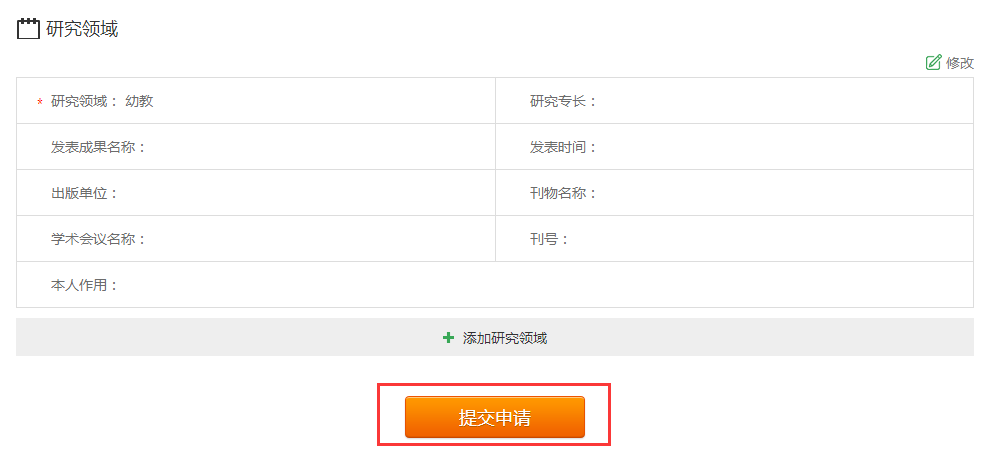 研究领域
修改
* 研究领域： 幼教
研究专长：
发表成果名称：
发表时间：
出版单位：
刊物名称：
学术会议名称：
刊号：
本人作用：
添加研究领域
提交申请